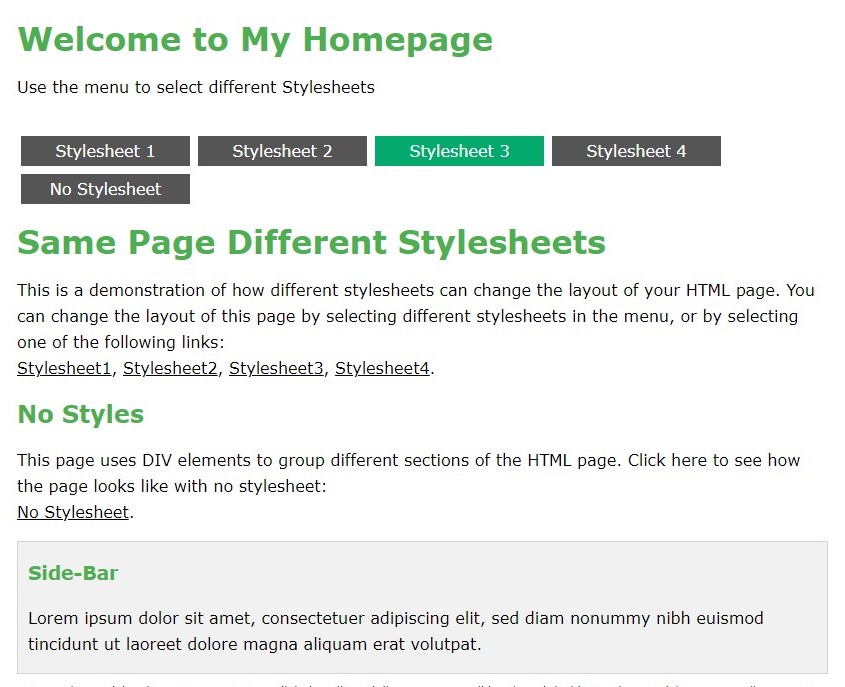 Welcome to My Homepage
Use the menu to select different Stylesheets
Stylesheet 1 Stylesheet 2 Stylesheet 3 Stylesheet 4
No Stylesheet
Same Page Different Stylesheets
This is a demonstration of how different stylesheets can change the layout of your HTML page. You
can change the layout of this page by selecting different stylesheets in the menu, or by selecting
one of the following links:
Stylesheet1, Stylesheet2, Stylesheet3, Stylesheet4.
No Styles
This page uses DIV elements to group different sections of the HTML page. Click here to see how
the page looks like with no stylesheet:
No Stylesheet.
Side-Bar
Lorem ipsum dolor sit amet, consectetuer adipiscing elit, sed diam nonummy nibh euismod
tincidunt ut laoreet dolore magna aliquam erat volutpat.